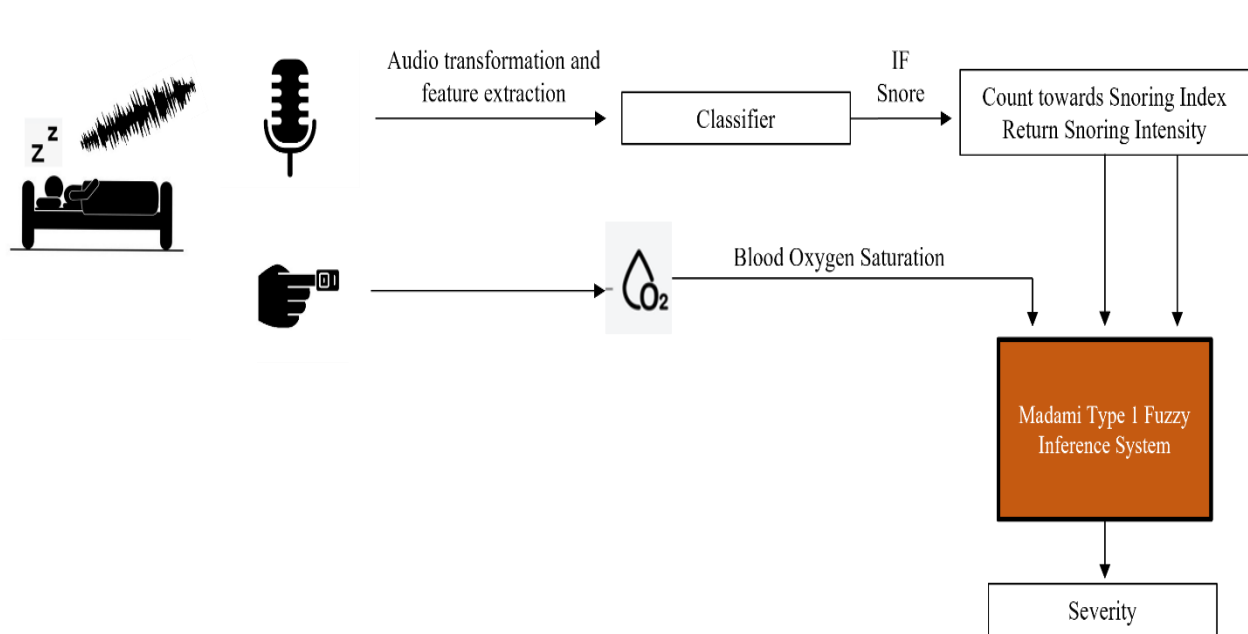 Audio transformation and
feature extraction
IF
Snore
Classifier
Count towards Snoring Index
Return Snoring Intensity
z
Z
Blood Oxygen Saturation
O2
Madami Type 1 Fuzzy
Inference System
Severity